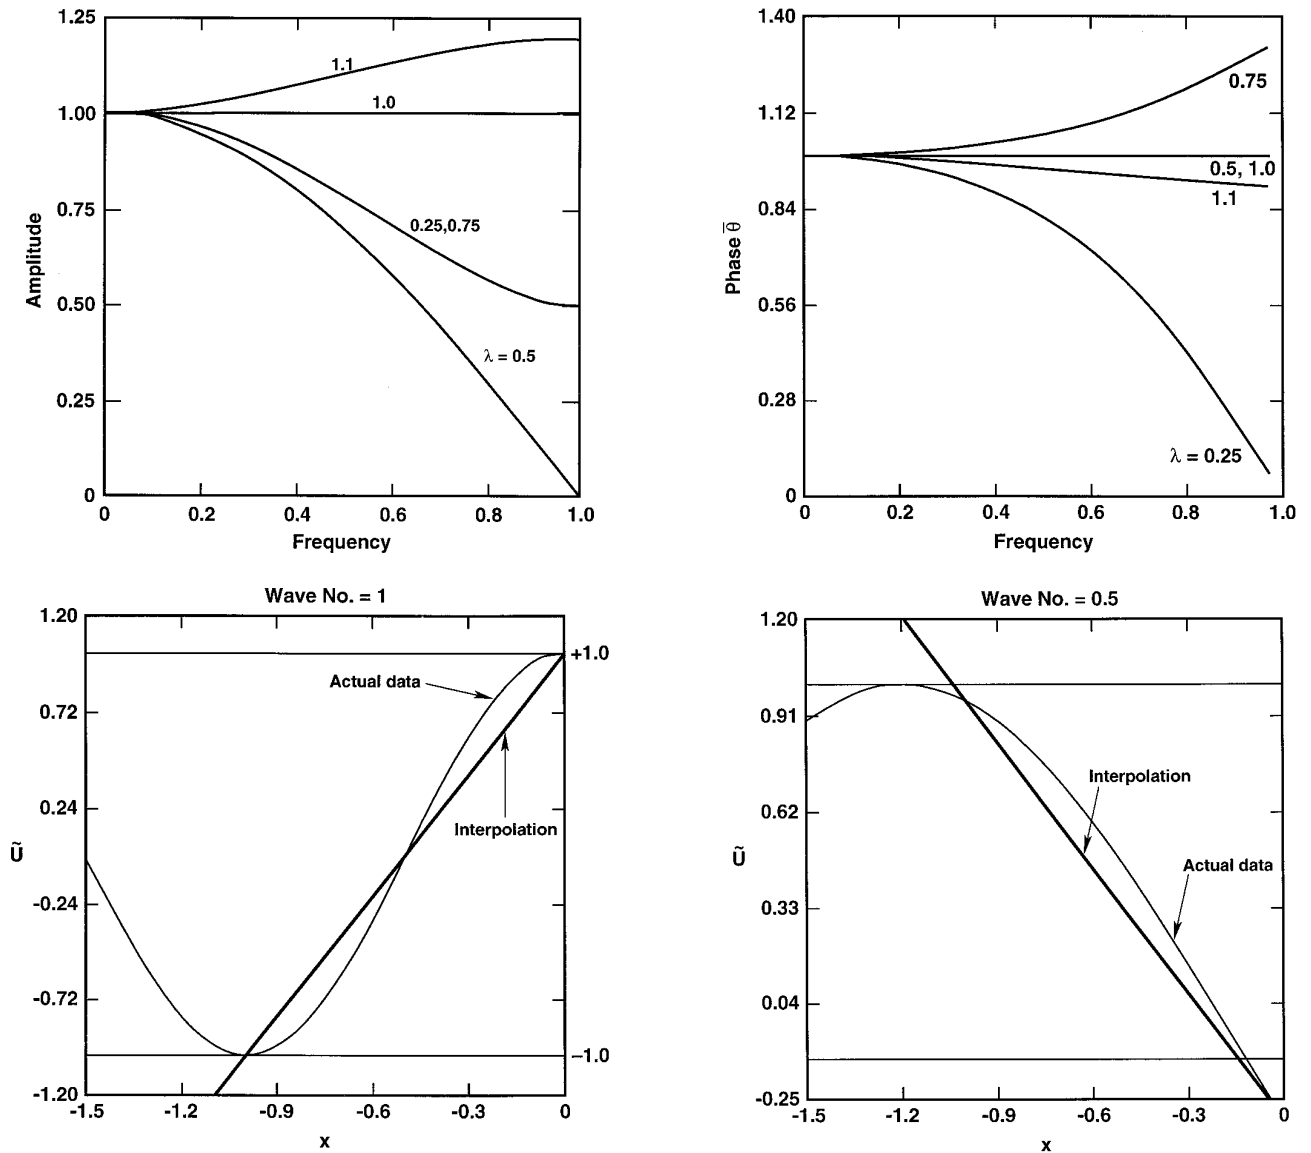 1.25
1.00
0.75
0.50
0.25
0
Amplitude
1.1
1.0
0.25,0.75
λ = 0.5
0 0.2 0.4 0.6 0.8 1.0
Frequency
1.40
1.12
0.84
0.56
0.28
0
Phase θ̅
0.75
0.5, 1.0
1.1
λ = 0.25
0 0.2 0.4 0.6 0.8 1.0
Frequency
Wave No. = 1
1.20
0.72
0.24
-0.24
-0.72
-1.20
Ũ
+1.0
−1.0
Actual data
Interpolation
-1.5 -1.2 -0.9 -0.6 -0.3 0
x
Wave No. = 0.5
1.20
0.91
0.62
0.33
0.04
-0.25
Ũ
Interpolation
Actual data
-1.5 -1.2 -0.9 -0.6 -0.3 0
x